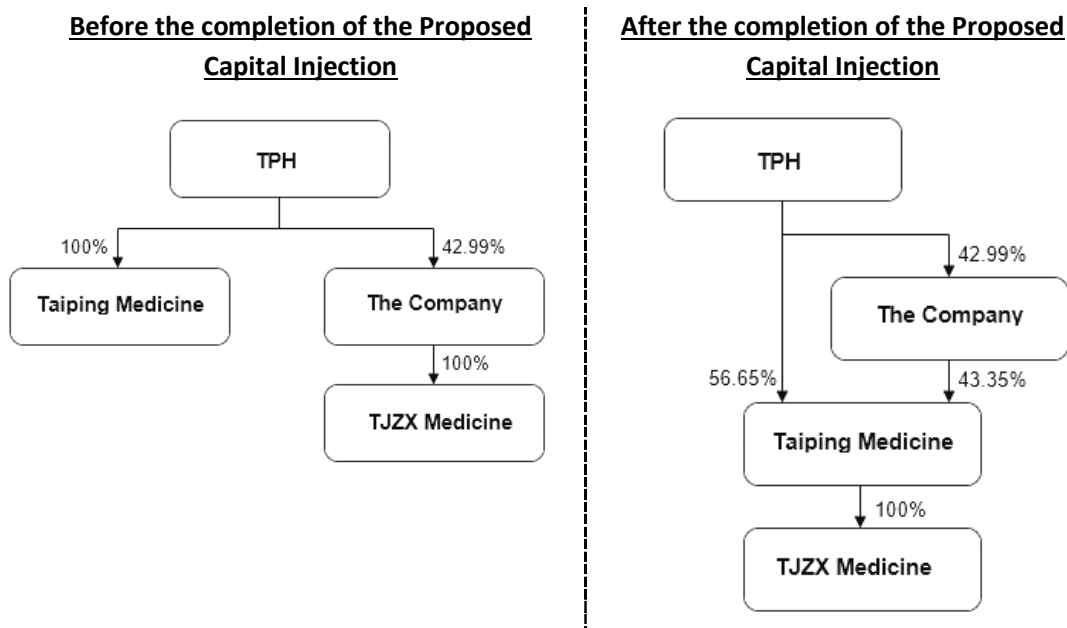 Before the completion of the Proposed
Capital Injection
TPH
100%
42.99%
Taiping Medicine
The Company
100%
TJZX Medicine
After the completion of the Proposed
Capital Injection
TPH
42.99%
The Company
56.65%
43.35%
Taiping Medicine
100%
TJZX Medicine